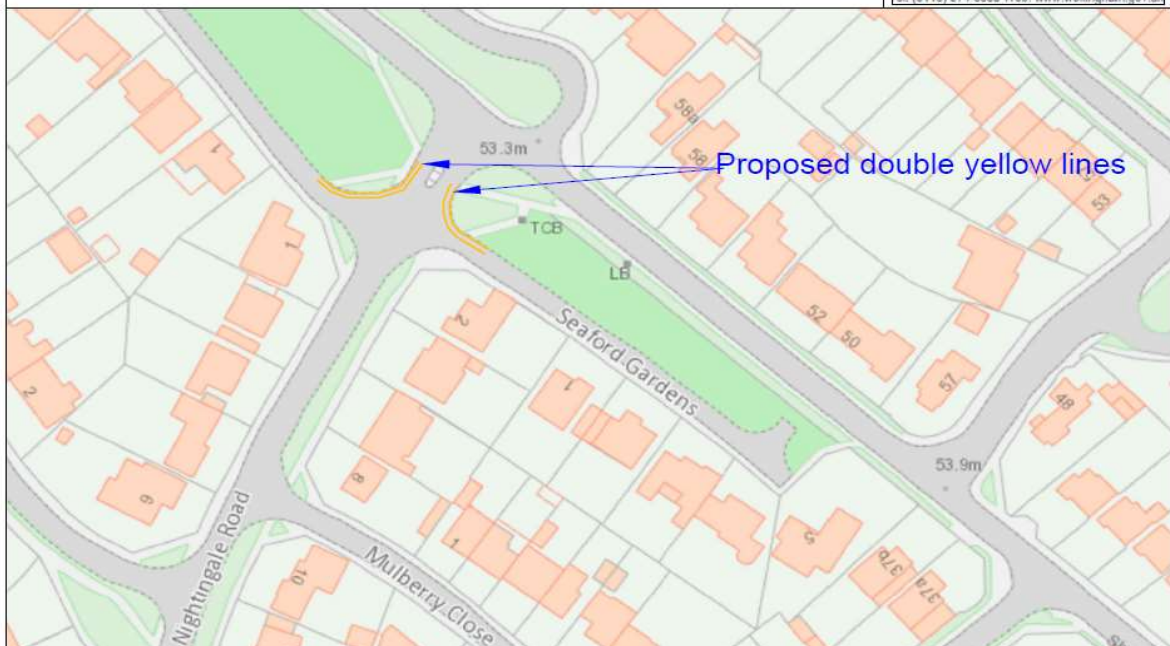 53.3m
Proposed double yellow lines
TCB
LB
Seaford Gardens
Nightingale Road
Mulberry Close
53.9m
58a
58
53
52
50
57
48
1
1
2
2
1
8
6
10
1
5
37b
37a